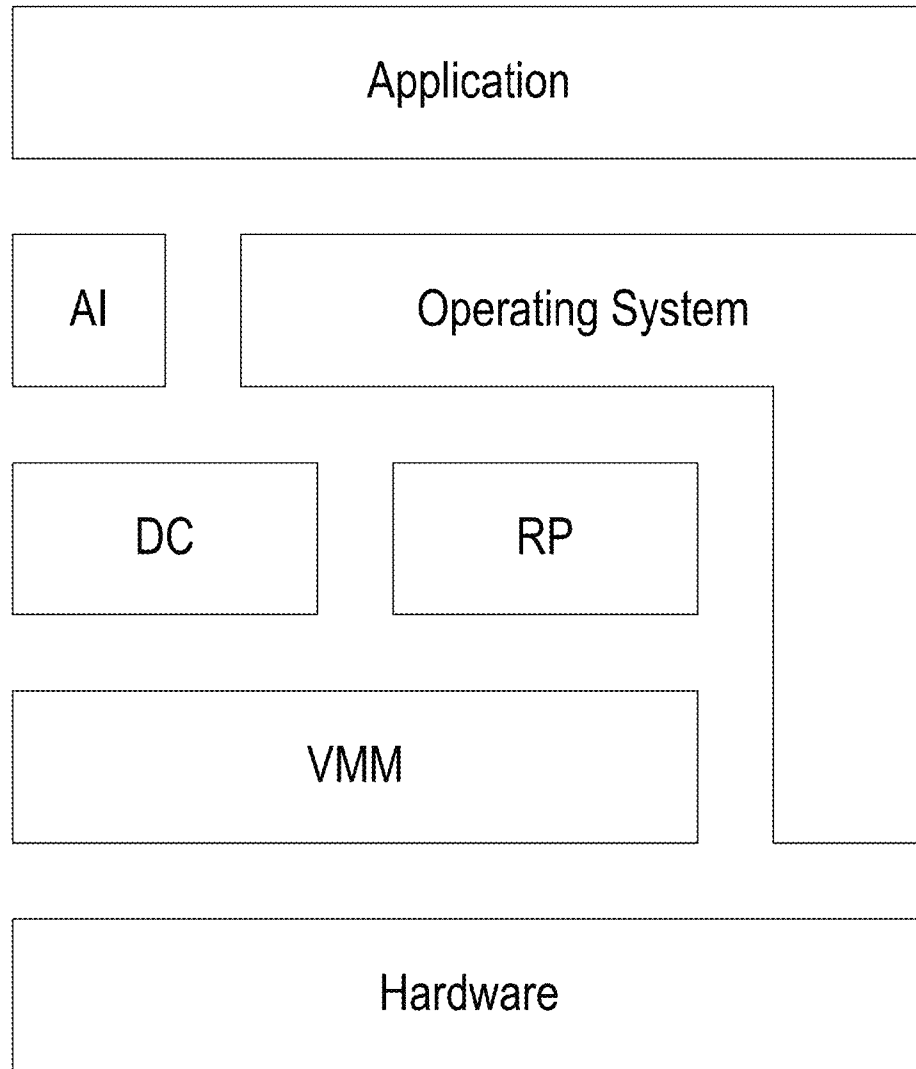 Application
AI
Operating System
DC
RP
VMM
Hardware